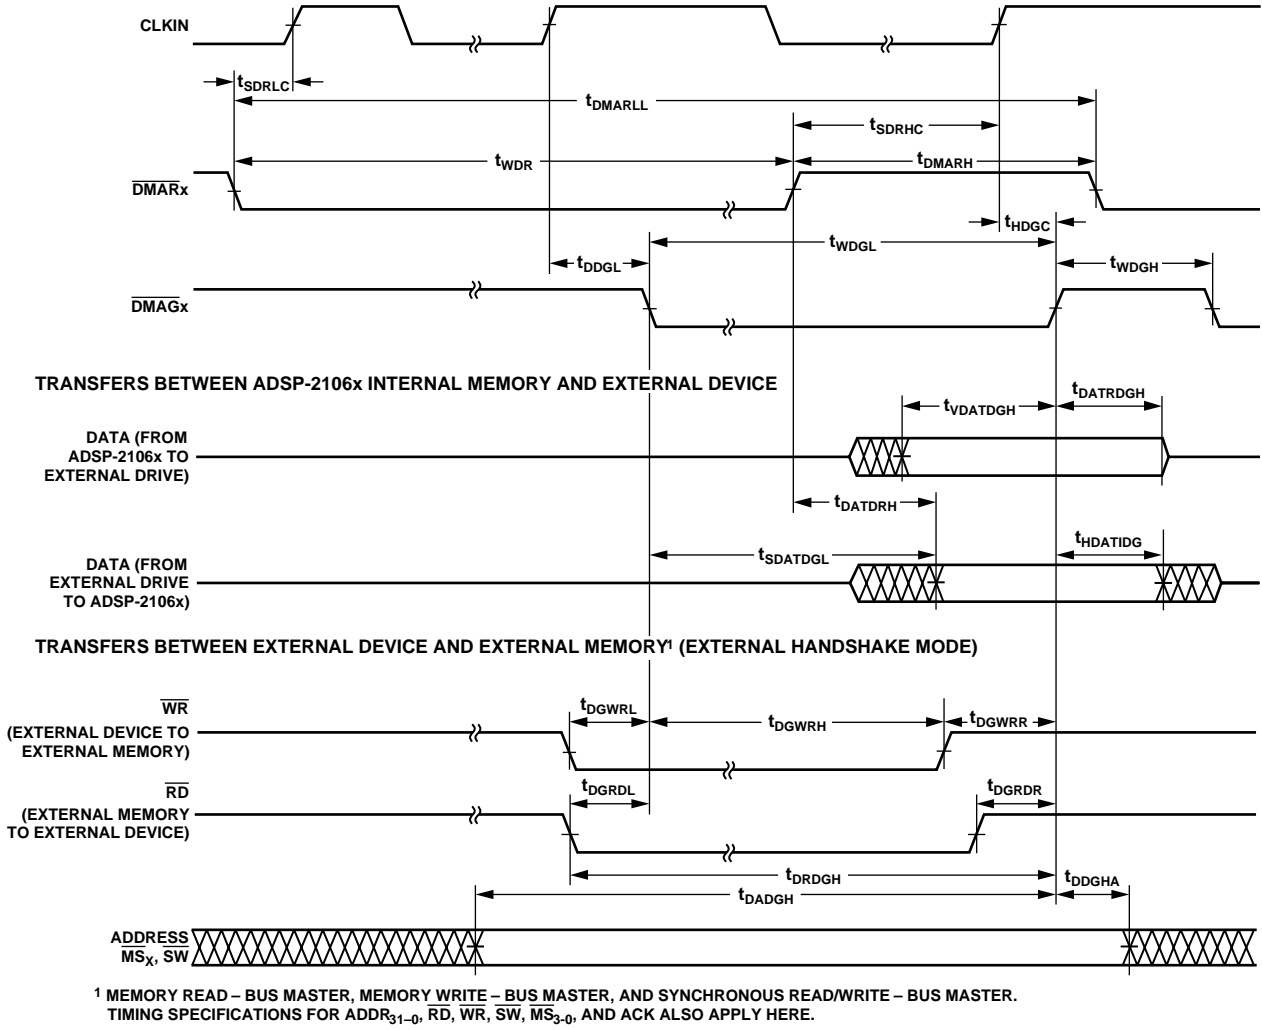 CLKIN
tSDRLC
tDMARLL
tSDRHC
tWDR
tDMARH
DMARx
tHDGC
tWDGL
tDDGL
tWDGH
DMAGx
TRANSFERS BETWEEN ADSP-2106x INTERNAL MEMORY AND EXTERNAL DEVICE
tDATRDGH
tVDATDGH
DATA (FROM
ADSP-2106x TO
EXTERNAL DRIVE)
tDATDRH
tSDATDGL
tHDATIDG
DATA (FROM
EXTERNAL DRIVE
TO ADSP-2106x)
TRANSFERS BETWEEN EXTERNAL DEVICE AND EXTERNAL MEMORY1 (EXTERNAL HANDSHAKE MODE)
WR
(EXTERNAL DEVICE TO
EXTERNAL MEMORY)
tDGWRL
tDGWRH
tDGWRR
RD
(EXTERNAL MEMORY
TO EXTERNAL DEVICE)
tDGRDL
tDGRDR
tDRDGH
tDADGH
tDDGHA
ADDRESS
MSX, SW
1 MEMORY READ – BUS MASTER, MEMORY WRITE – BUS MASTER, AND SYNCHRONOUS READ/WRITE – BUS MASTER.
TIMING SPECIFICATIONS FOR ADDR31–0, RD, WR, SW, MS3-0, AND ACK ALSO APPLY HERE.